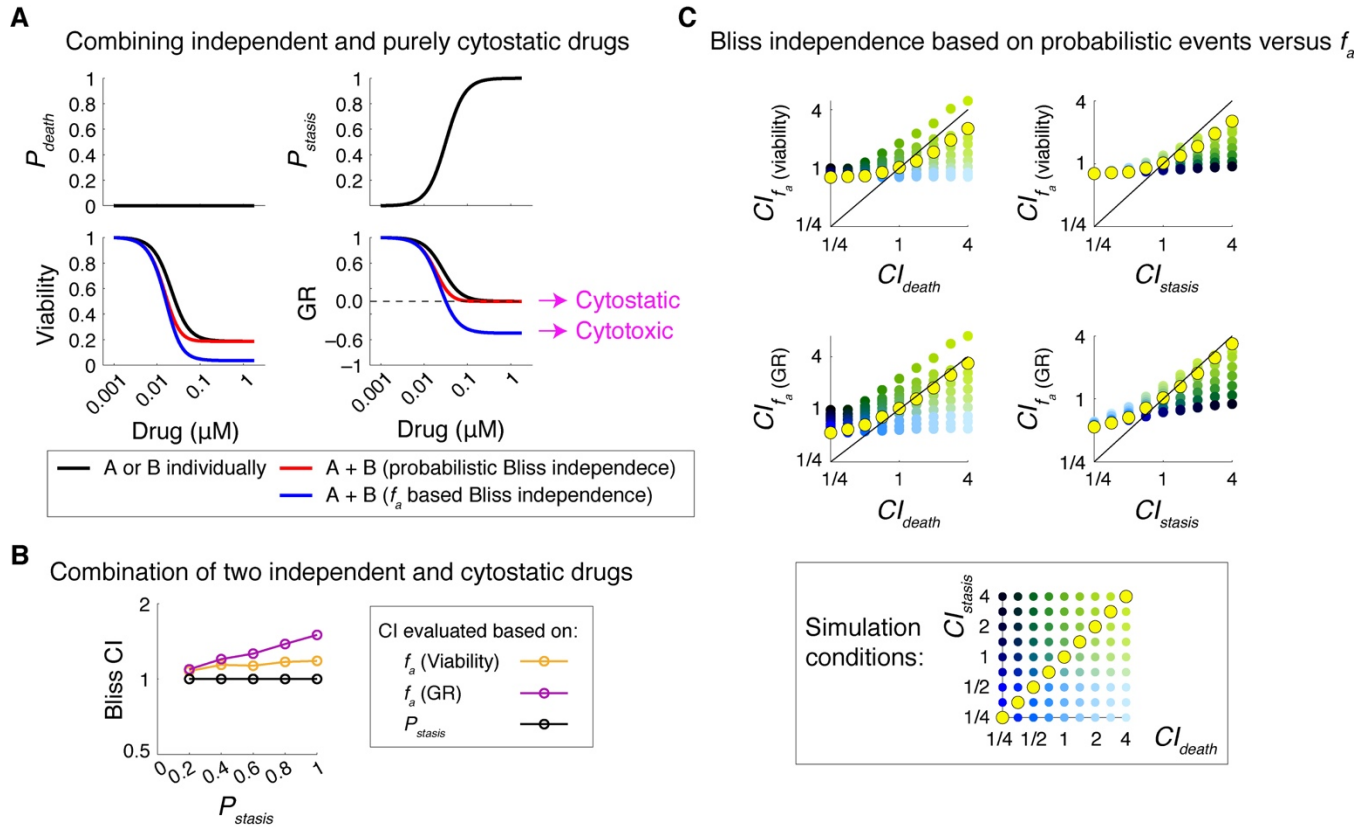 A
Combining independent and purely cytostatic drugs
P_death
1
0.8
0.6
0.4
0.2
0
P_stasis
1
0.8
0.6
0.4
0.2
Viability
1
0.8
0.6
0.4
0.2
0
0.001
0.01
0.1
1
Drug (µM)
GR
1
0.6
0.0
−0.6
−1
0.001
0.01
0.1
1
Drug (µM)
Cytostatic
Cytotoxic
A or B individually
A + B (probabilistic Bliss independece)
A + B (f_a based Bliss independence)
B
Combination of two independent and cytostatic drugs
Bliss CI
2
1
0.5
0
0.2
0.4
0.6
0.8
1
P_stasis
CI evaluated based on:
f_a (Viability)
f_a (GR)
P_stasis
C
Bliss independence based on probabilistic events versus f_a
CI_f_a (viability)
4
1
1/4
1/4
1
4
CI_death
CI_f_a (viability)
4
1
1/4
1/4
1
4
CI_stasis
CI_f_a (GR)
4
1
1/4
1/4
1
4
CI_death
CI_f_a (GR)
4
1
1/4
1/4
1
4
CI_stasis
Simulation
conditions:
CI_stasis
4
2
1
1/2
1/4
1/4
1/2
1
2
4
CI_death